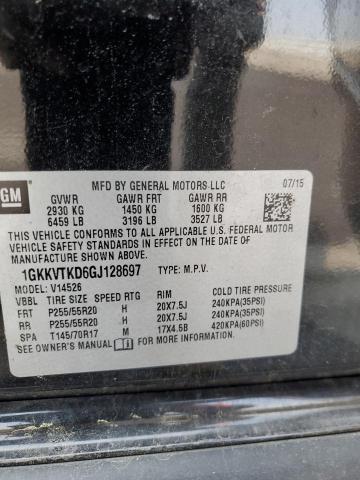 GM
MFD BY GENERAL MOTORS LLC 07/15
GVWR GAWR FRT GAWR RR
2930 KG 1450 KG 1600 KG
6459 LB 3196 LB 3527 LB
THIS VEHICLE CONFORMS TO ALL APPLICABLE U.S. FEDERAL MOTOR
VEHICLE SAFETY AND THEFT PREVENTION STANDARDS IN EFFECT ON THE DATE
OF MANUFACTURE SHOWN ABOVE.
1GKKVTKD6GJ128697 TYPE: M.P.V.
MODEL: V14526
VBBL TIRE SIZE SPEED RTG RIM COLD TIRE PRESSURE
FRT P255/55R20 H 20X7.5J 240KPA(35PSI)
RR P255/55R20 H 20X7.5J 240KPA(35PSI)
SPA T145/70R17 M 17X4.5B 420KPA(60PSI)
SEE OWNER'S MANUAL FOR ADDITIONAL INFORMATION